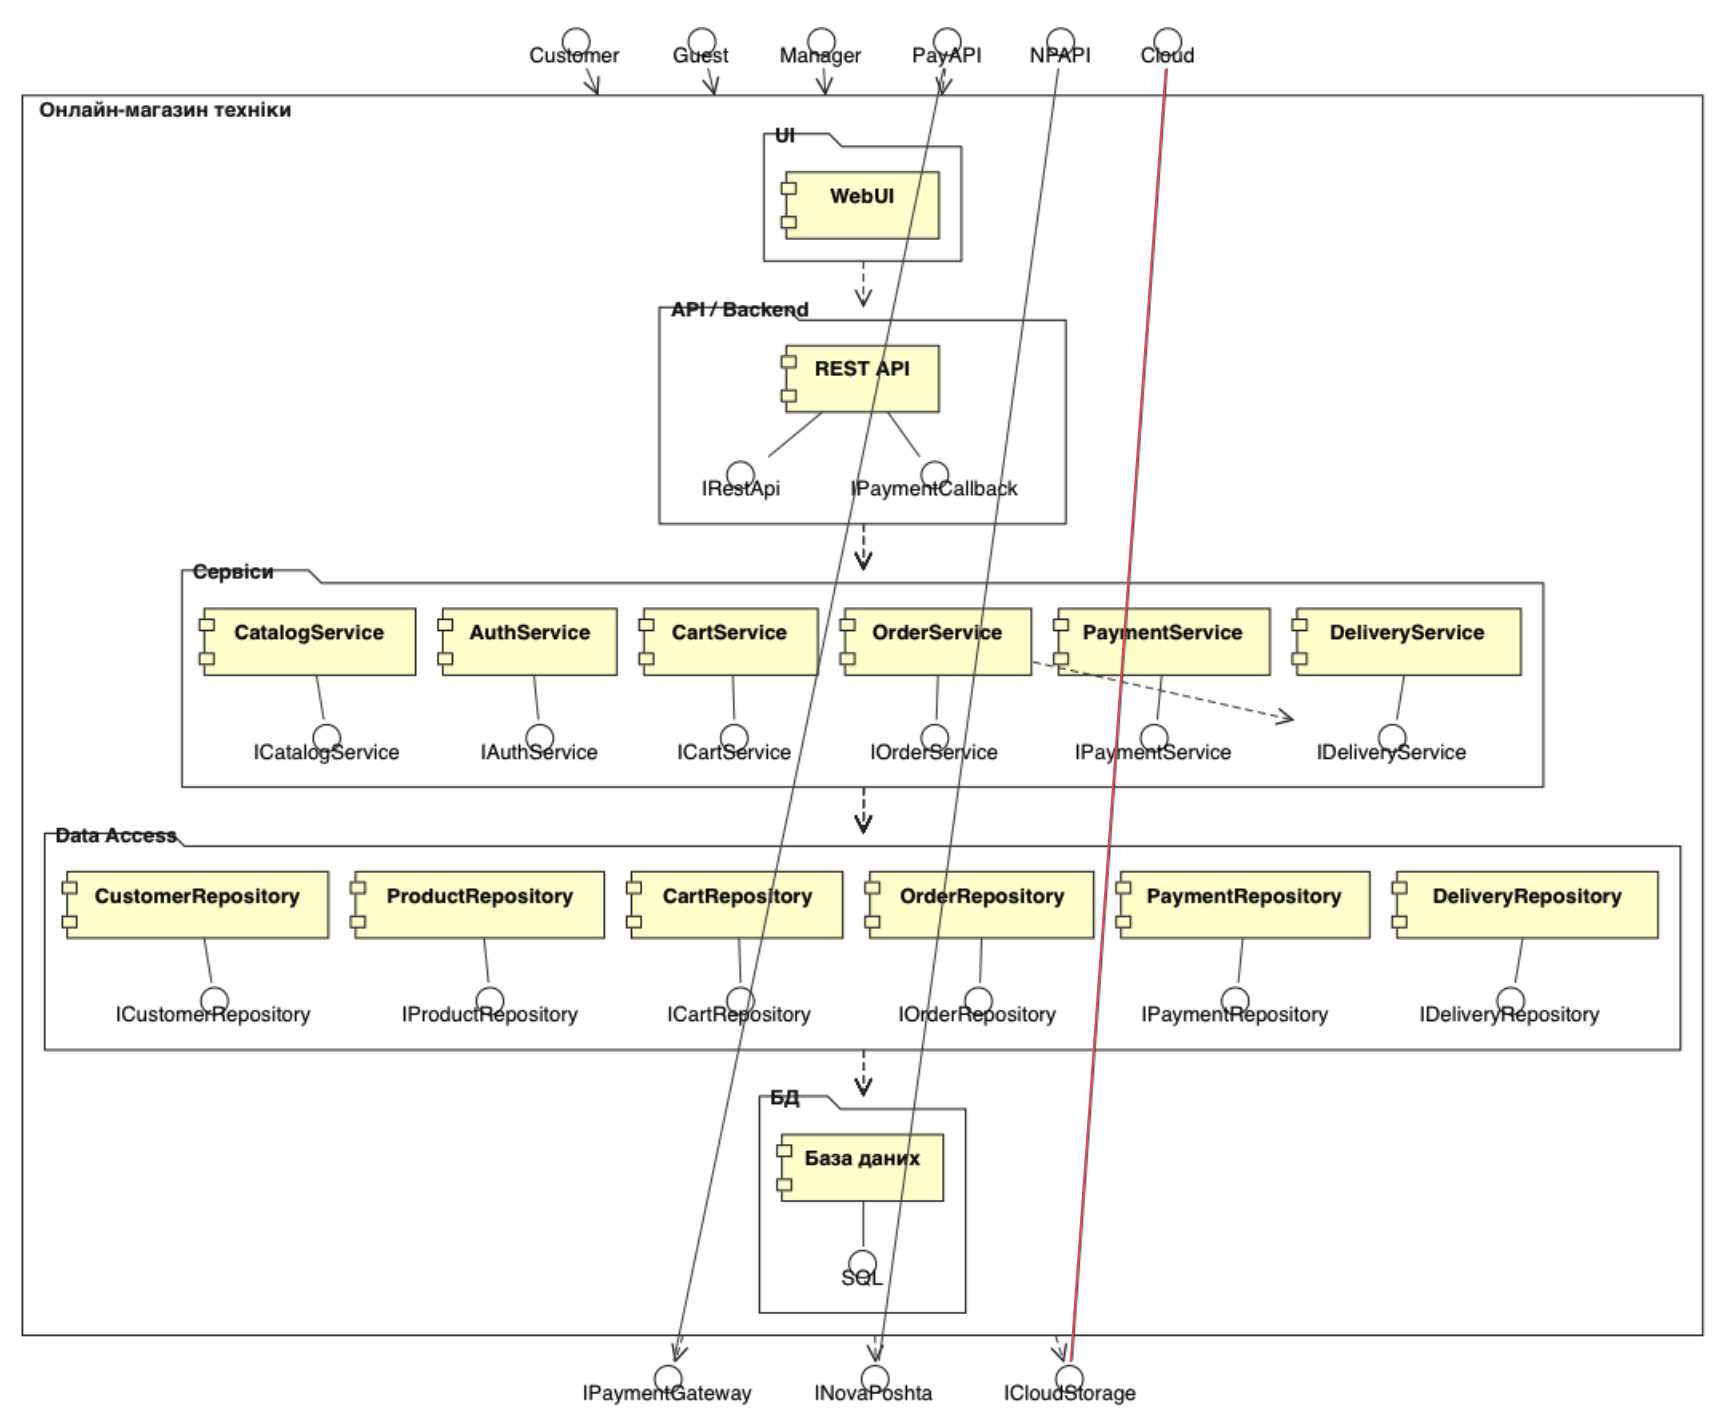 Customer Guest Manager PayAPI NPAPI Cloud
Онлайн-магазин техніки
UI
WebUI
API / Backend
REST API
IRestApi IPaymentCallback
Сервіси
CatalogService AuthService CartService OrderService PaymentService DeliveryService
ICatalogService IAuthService ICartService IOrderService IPaymentService IDeliveryService
Data Access
CustomerRepository ProductRepository CartRepository OrderRepository PaymentRepository DeliveryRepository
ICustomerRepository IProductRepository ICartRepository IOrderRepository IPaymentRepository IDeliveryRepository
БД
База даних
SQL
IPaymentGateway INovaPoshta ICloudStorage